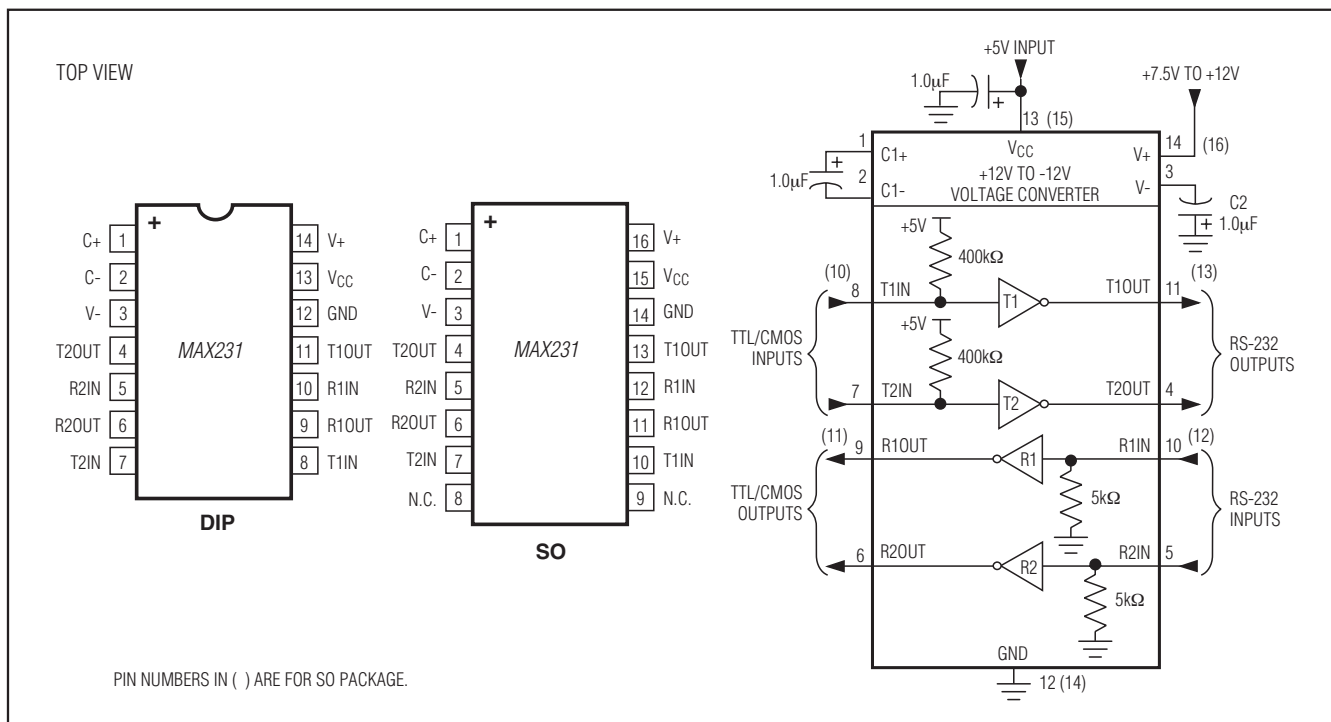 TOP VIEW
+
C+ 1
C- 2
V- 3
T2OUT 4
R2IN 5
R2OUT 6
T2IN 7
MAX231
14 V+
13 VCC
12 GND
11 T1OUT
10 R1IN
9 R1OUT
8 T1IN
DIP
+
C+ 1
C- 2
V- 3
T2OUT 4
R2IN 5
R2OUT 6
T2IN 7
N.C. 8
MAX231
16 V+
15 VCC
14 GND
13 T1OUT
12 R1IN
11 R1OUT
10 T1IN
9 N.C.
SO
+5V INPUT
1.0µF
+
+7.5V TO +12V
13 (15)
1
C1+
VCC
V+
14
(16)
+
1.0µF
2
C1-
+12V TO -12V
VOLTAGE CONVERTER
V-
3
C2
1.0µF
+
+5V
400kΩ
(10)
8
T1IN
T1
T1OUT
11
(13)
+5V
400kΩ
TTL/CMOS
INPUTS
RS-232
OUTPUTS
7
T2IN
T2
T2OUT
4
(11)
9
R1OUT
R1
R1IN
10
(12)
5kΩ
TTL/CMOS
OUTPUTS
RS-232
INPUTS
6
R2OUT
R2
R2IN
5
5kΩ
GND
12 (14)
PIN NUMBERS IN ( ) ARE FOR SO PACKAGE.